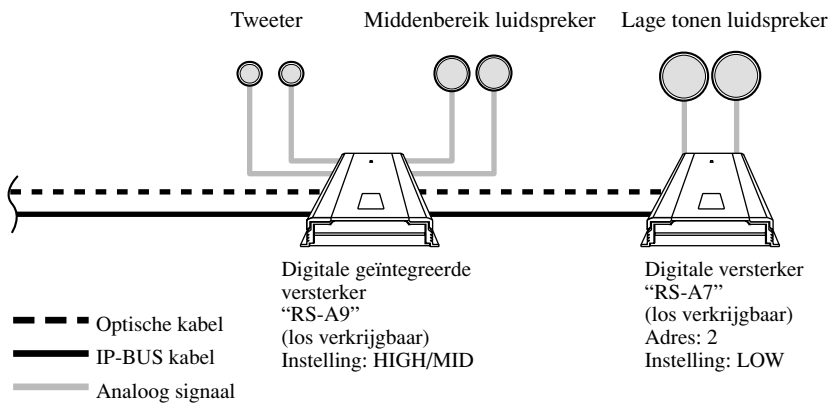 Tweeter
Middenbereik luidspreker
Lage tonen luidspreker
Digitale geïntegreerde
versterker
“RS-A9”
(los verkrijgbaar)
Instelling: HIGH/MID
Digitale versterker
“RS-A7”
(los verkrijgbaar)
Adres: 2
Instelling: LOW
Optische kabel
IP-BUS kabel
Analoog signaal